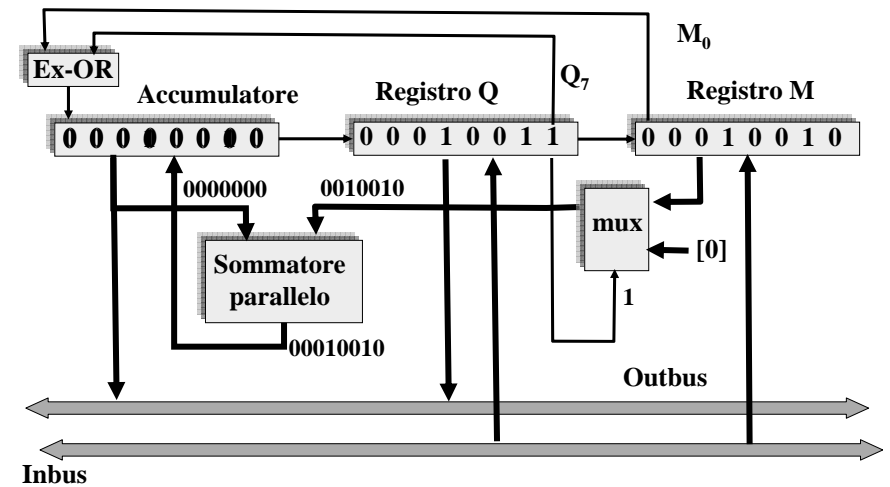 M0
Ex-OR
Q7
Accumulatore
Registro Q
Registro M
0 0 0 0 0 0 0 0
0 0 0 1 0 0 1 1
0 0 0 1 0 0 1 0
0000000
0010010
mux
[0]
Sommatore
parallelo
1
00010010
Outbus
Inbus